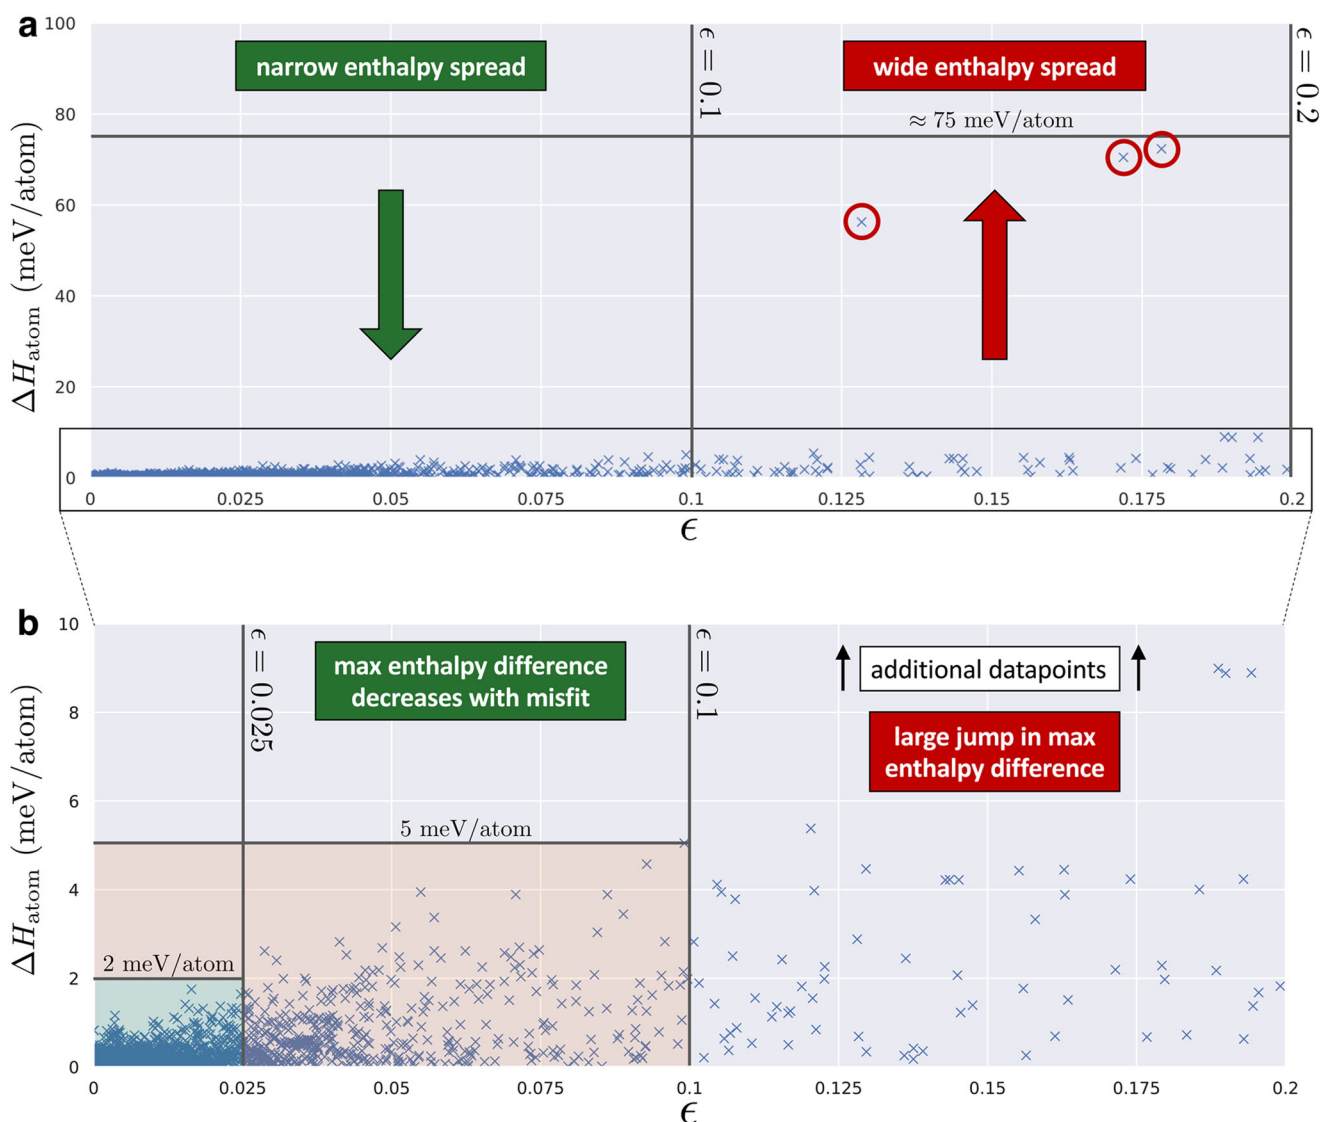 a
100
80
60
40
20
0
ΔH_atom (meV/atom)
narrow enthalpy spread
ϵ = 0.1
wide enthalpy spread
ϵ = 0.2
≈ 75 meV/atom
0 0.025 0.05 0.075 0.1 0.125 0.15 0.175 0.2
ϵ
b
10
8
6
4
2
0
ΔH_atom (meV/atom)
ϵ = 0.025
max enthalpy difference
decreases with misfit
ϵ = 0.1
additional datapoints
large jump in max
enthalpy difference
5 meV/atom
2 meV/atom
0 0.025 0.05 0.075 0.1 0.125 0.15 0.175 0.2
ϵ